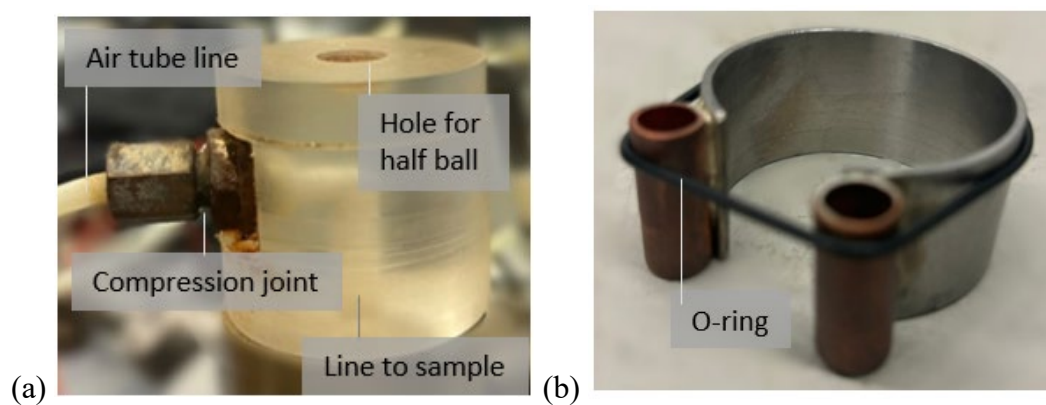 Air tube line
Hole for
half ball
Compression joint
Line to sample
(a)
O-ring
(b)